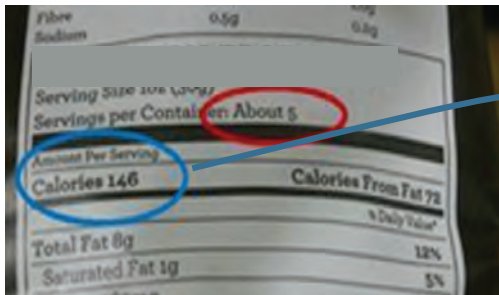 Fibre 0.5g
Sodium 0.2g
Serving Size 1oz (30g)
Servings per Container: About 5
Amount Per Serving
Calories 146 Calories From Fat 72
% Daily Value*
Total Fat 8g 12%
Saturated Fat 1g 5%